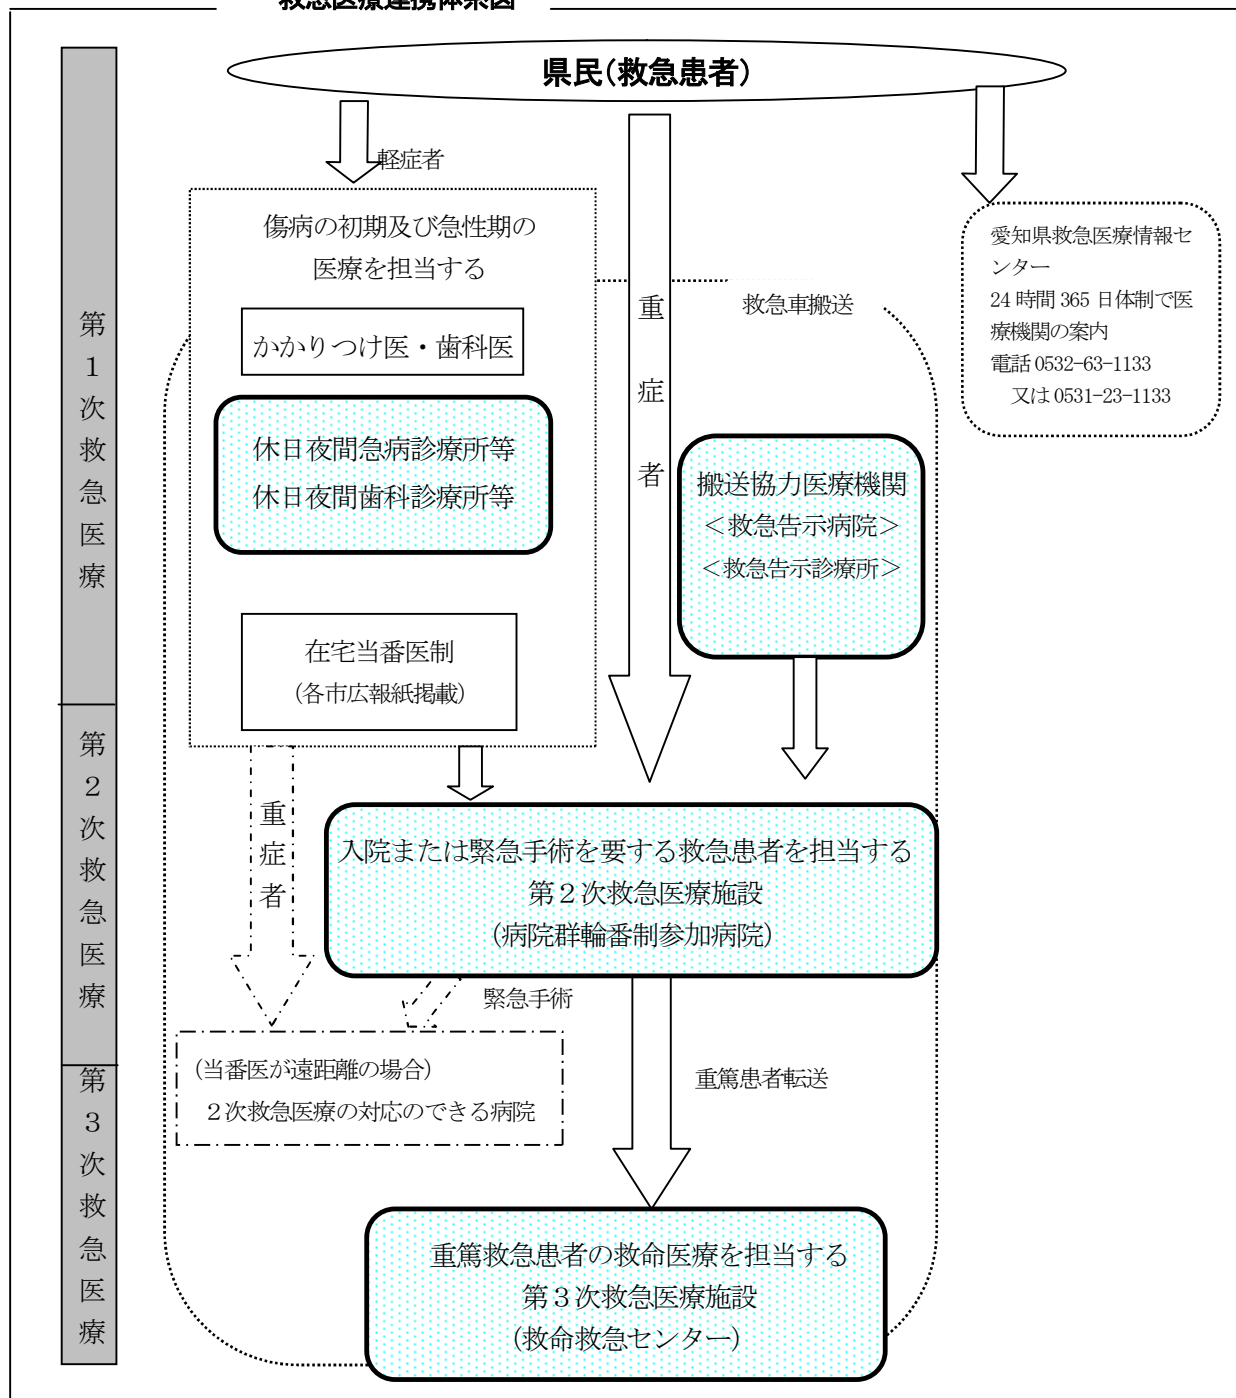 救急医療連携体系図
県民(救急患者)
軽症者
傷病の初期及び急性期の
医療を担当する
かかりつけ医・歯科医
休日夜間急病診療所等
休日夜間歯科診療所等
在宅当番医制
(各市広報紙掲載)
重症者
救急車搬送
搬送協力医療機関
<救急告示病院>
<救急告示診療所>
愛知県救急医療情報セ
ンター
24時間365日体制で医
療機関の案内
電話0532-63-1133
又は0531-23-1133
第1次救急医療
第2次救急医療
重症者
入院または緊急手術を要する救急患者を担当する
第2次救急医療施設
(病院群輪番制参加病院)
緊急手術
(当番医が遠距離の場合)
2次救急医療の対応のできる病院
重篤患者転送
第3次救急医療
重篤救急患者の救命医療を担当する
第3次救急医療施設
(救命救急センター)